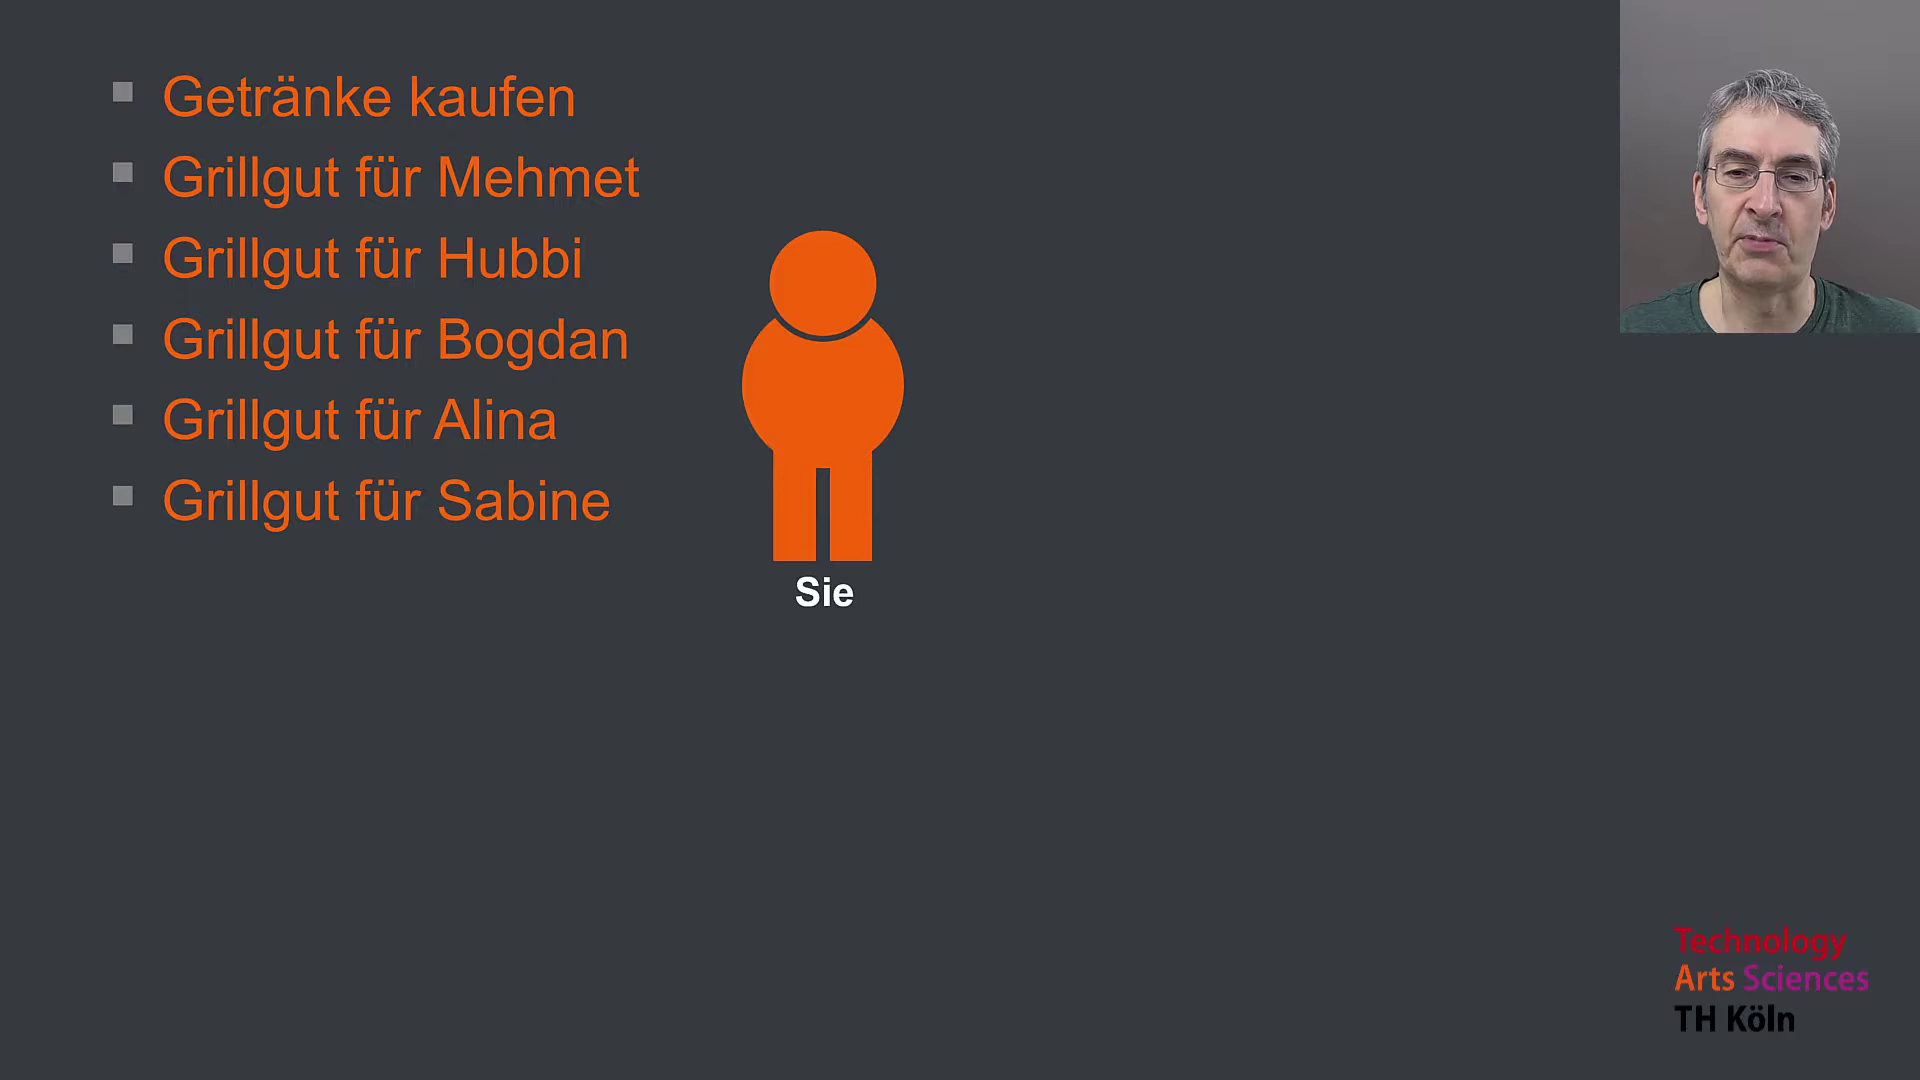 Getränke kaufen
Grillgut für Mehmet
Grillgut für Hubbi
Grillgut für Bogdan
Grillgut für Alina
Grillgut für Sabine
Sie
Technology
Arts Sciences
TH Köln